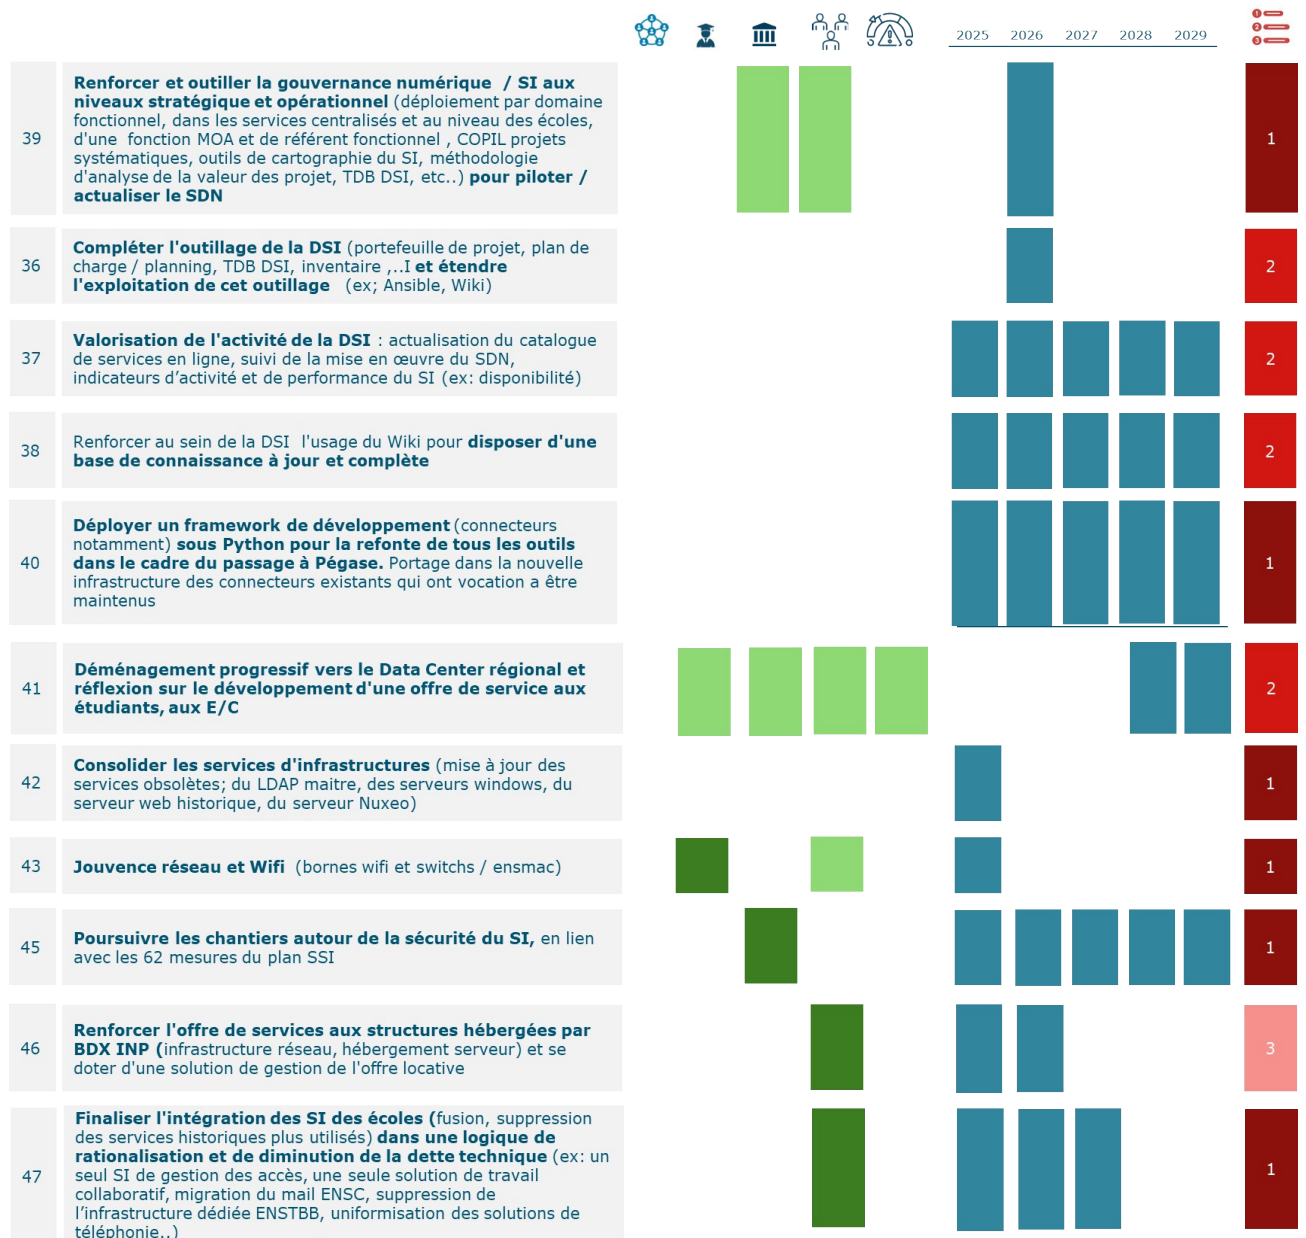 1
2
3
2025 2026 2027 2028 2029
39
Renforcer et outiller la gouvernance numérique / SI aux
niveaux stratégique et opérationnel (déploiement par domaine
fonctionnel, dans les services centralisés et au niveau des écoles,
d'une fonction MOA et de référent fonctionnel , COPIL projets
systématiques, outils de cartographie du SI, méthodologie
d'analyse de la valeur des projet, TDB DSI, etc..) pour piloter /
actualiser le SDN
1
36
Compléter l'outillage de la DSI (portefeuille de projet, plan de
charge / planning, TDB DSI, inventaire ,..I et étendre
l'exploitation de cet outillage (ex; Ansible, Wiki)
2
37
Valorisation de l'activité de la DSI : actualisation du catalogue
de services en ligne, suivi de la mise en œuvre du SDN,
indicateurs d’activité et de performance du SI (ex: disponibilité)
2
38
Renforcer au sein de la DSI l'usage du Wiki pour disposer d'une
base de connaissance à jour et complète
2
40
Déployer un framework de développement (connecteurs
notamment) sous Python pour la refonte de tous les outils
dans le cadre du passage à Pégase. Portage dans la nouvelle
infrastructure des connecteurs existants qui ont vocation a être
maintenus
1
41
Déménagement progressif vers le Data Center régional et
réflexion sur le développement d'une offre de service aux
étudiants, aux E/C
2
42
Consolider les services d'infrastructures (mise à jour des
services obsolètes; du LDAP maitre, des serveurs windows, du
serveur web historique, du serveur Nuxeo)
1
43
Jouvence réseau et Wifi (bornes wifi et switchs / ensmac)
1
45
Poursuivre les chantiers autour de la sécurité du SI, en lien
avec les 62 mesures du plan SSI
1
46
Renforcer l'offre de services aux structures hébergées par
BDX INP (infrastructure réseau, hébergement serveur) et se
doter d'une solution de gestion de l'offre locative
3
47
Finaliser l'intégration des SI des écoles (fusion, suppression
des services historiques plus utilisés) dans une logique de
rationalisation et de diminution de la dette technique (ex: un
seul SI de gestion des accès, une seule solution de travail
collaboratif, migration du mail ENSC, suppression de
l’infrastructure dédiée ENSTBB, uniformisation des solutions de
téléphonie..)
1